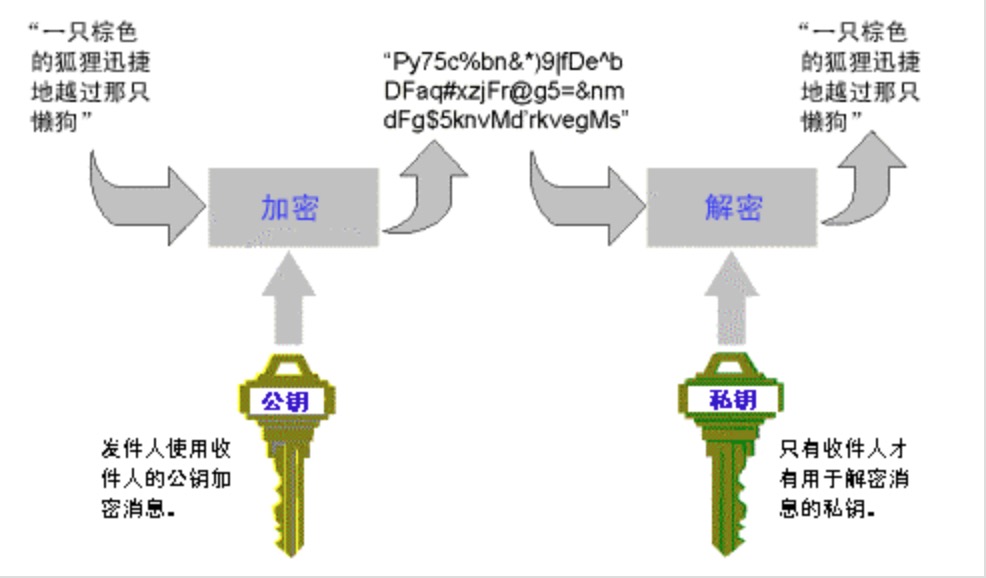 “一只棕色
的狐狸迅捷
地越过那只
懒狗”
“Py75c%bn&*)9|fDe^b
DFaq#xzjFr@g5=&nm
dFg$5knvMd’rkvegMs”
“一只棕色
的狐狸迅捷
地越过那只
懒狗”
加密
解密
公钥
私钥
发件人使用收
件人的公钥加
密消息。
只有收件人才
有用于解密消
息的私钥。